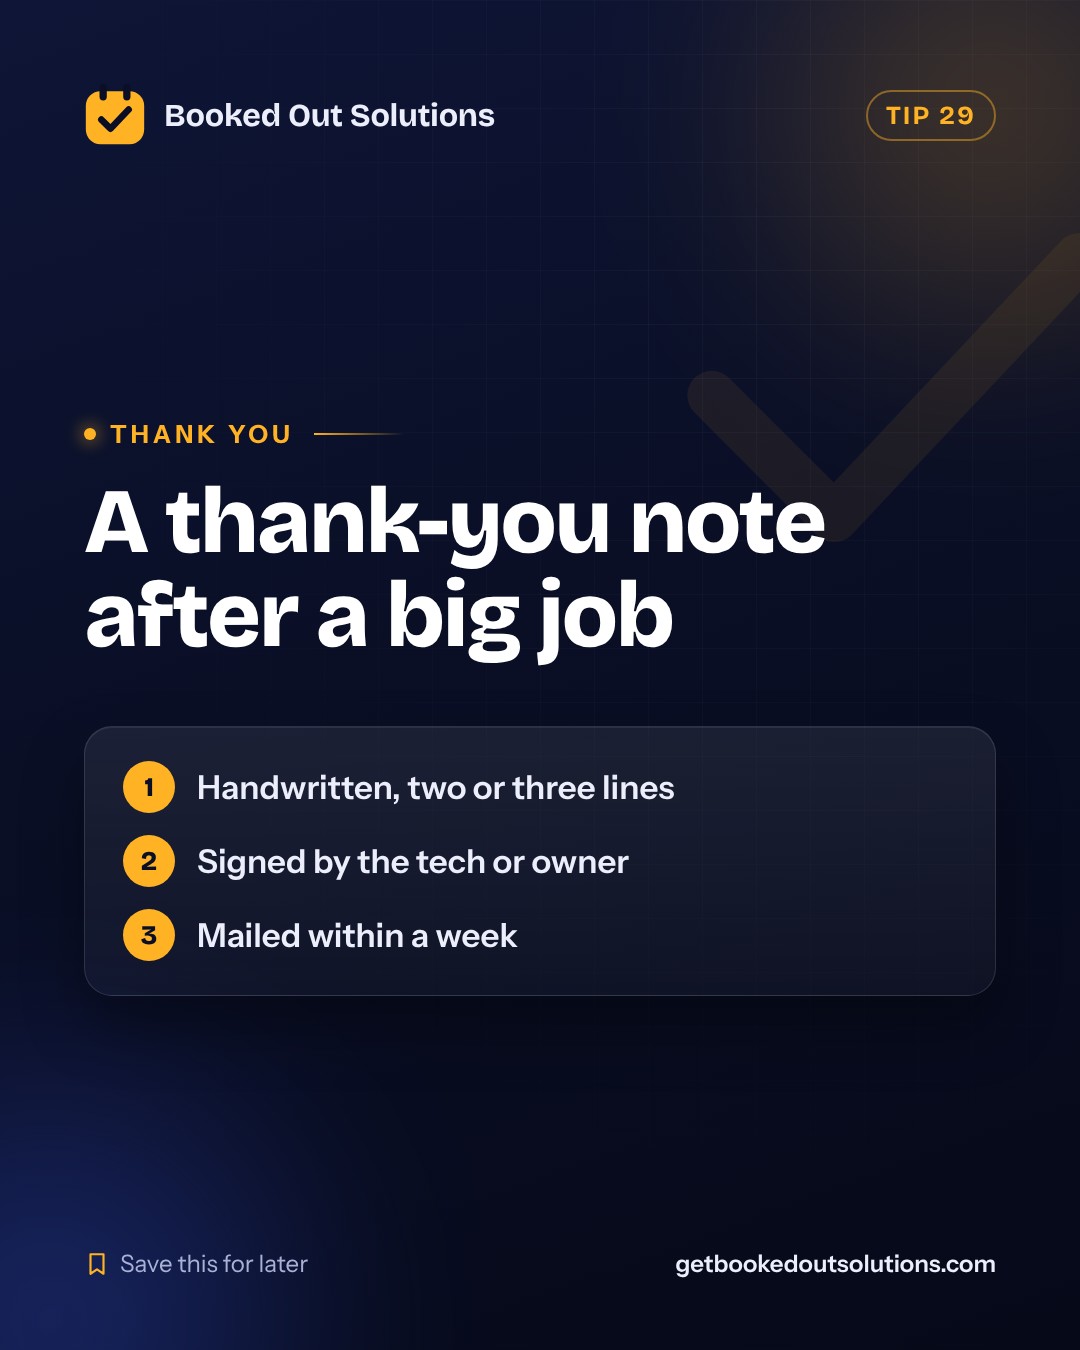 Booked Out Solutions
TIP 29
THANK YOU
A thank-you note
after a big job
1 Handwritten, two or three lines
2 Signed by the tech or owner
3 Mailed within a week
Save this for later
getbookedoutsolutions.com